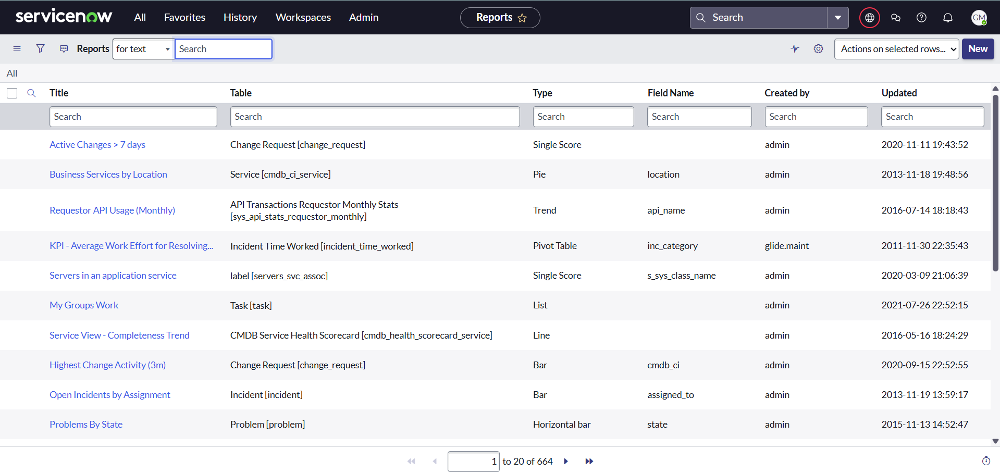 servicenow All Favorites History Workspaces Admin Reports Search GM
Reports for text Search Actions on selected rows... New
All
Title Table Type Field Name Created by Updated
Search Search Search Search Search Search
Active Changes > 7 days Change Request [change_request] Single Score admin 2020-11-11 19:43:52
Business Services by Location Service [cmdb_ci_service] Pie location admin 2013-11-18 19:48:56
Requestor API Usage (Monthly) API Transactions Requestor Monthly Stats
[sys_api_stats_requestor_monthly] Trend api_name admin 2016-07-14 18:18:43
KPI - Average Work Effort for Resolving... Incident Time Worked [incident_time_worked] Pivot Table inc_category glide.maint 2011-11-30 22:35:43
Servers in an application service label [servers_svc_assoc] Single Score s_sys_class_name admin 2020-03-09 21:06:39
My Groups Work Task [task] List admin 2021-07-26 22:52:15
Service View - Completeness Trend CMDB Service Health Scorecard [cmdb_health_scorecard_service] Line admin 2016-05-16 18:24:29
Highest Change Activity (3m) Change Request [change_request] Bar cmdb_ci admin 2020-09-15 22:52:55
Open Incidents by Assignment Incident [incident] Bar assigned_to admin 2013-11-19 13:59:17
Problems By State Problem [problem] Horizontal bar state admin 2015-11-13 14:52:47
1 to 20 of 664